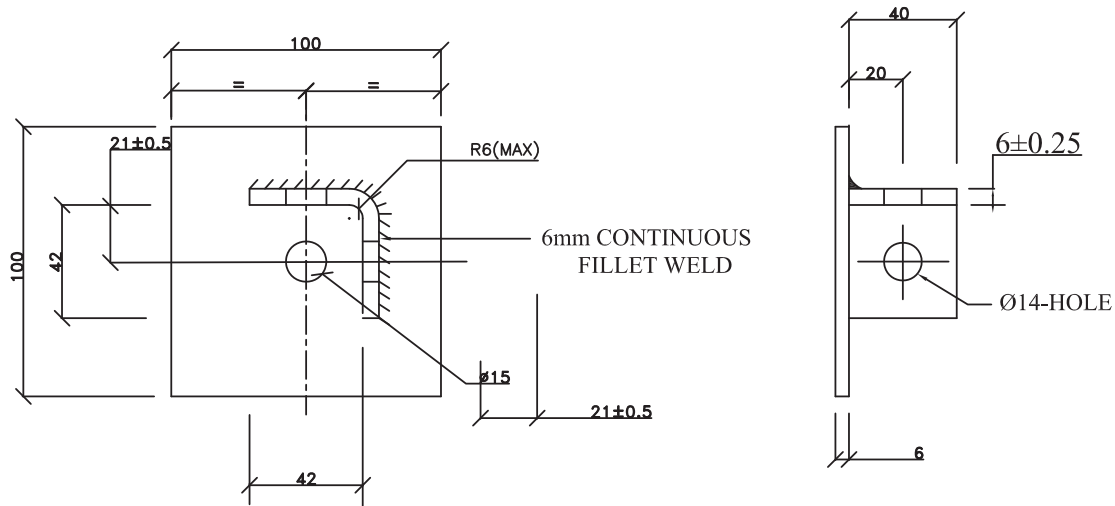 100
40
=
=
20
21±0.5
R6(MAX)
6±0.25
100
42
6mm CONTINUOUS
FILLET WELD
Ø14-HOLE
ø15
21±0.5
6
42